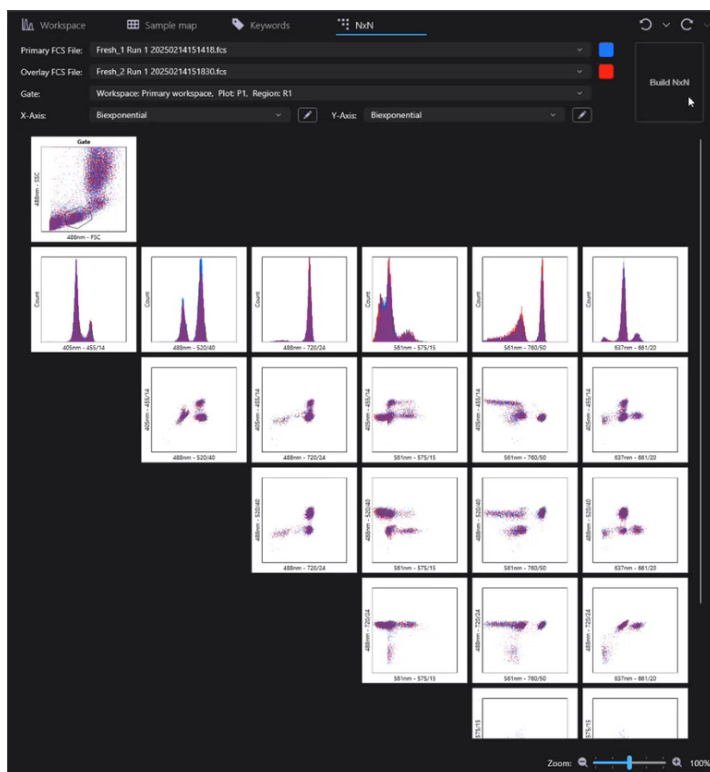 Workspace Sample map Keywords NxN
Primary FCS File: Fresh_1 Run 1 20250214151418.fcs
Overlay FCS File: Fresh_2 Run 1 20250214151830.fcs
Build NxN
Gate: Workspace: Primary workspace, Plot: P1, Region: R1
X-Axis: Biexponential Y-Axis: Biexponential
Gate
488nm - SSC
488nm - FSC
Count Count Count Count Count Count
405nm - 455/14 488nm - 520/40 488nm - 720/24 561nm - 575/15 561nm - 760/50 637nm - 661/20
405nm - 455/14 405nm - 455/14 405nm - 455/14 405nm - 455/14 405nm - 455/14
488nm - 520/40 488nm - 720/24 561nm - 575/15 561nm - 760/50 637nm - 661/20
488nm - 520/40 488nm - 520/40 488nm - 520/40 488nm - 520/40
488nm - 720/24 561nm - 575/15 561nm - 760/50 637nm - 661/20
488nm - 720/24 488nm - 720/24 488nm - 720/24
561nm - 575/15 561nm - 760/50 637nm - 661/20
575/15 575/15
Zoom: 100%